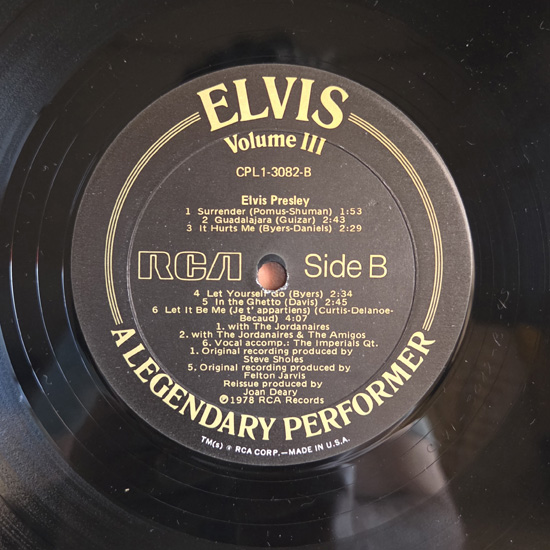 ELVIS
Volume III
CPL1-3082-B
Elvis Presley
1 Surrender (Pomus-Shuman) 1:53
2 Guadalajara (Guizar) 2:43
3 It Hurts Me (Byers-Daniels) 2:29
RCA
Side B
4 Let Yourself Go (Byers) 2:34
5 In the Ghetto (Davis) 2:45
6 Let It Be Me (Je t' appartiens) (Curtis-Delanoe-
Becaud) 4:07
1. with The Jordanaires
2. with The Jordanaires & The Amigos
6. Vocal accomp.: The Imperials Qt.
1. Original recording produced by
Steve Sholes
5. Original recording produced by
Felton Jarvis
Reissue produced by
Joan Deary
℗1978 RCA Records
A LEGENDARY PERFORMER
TM(s) ® RCA CORP.—MADE IN U.S.A.